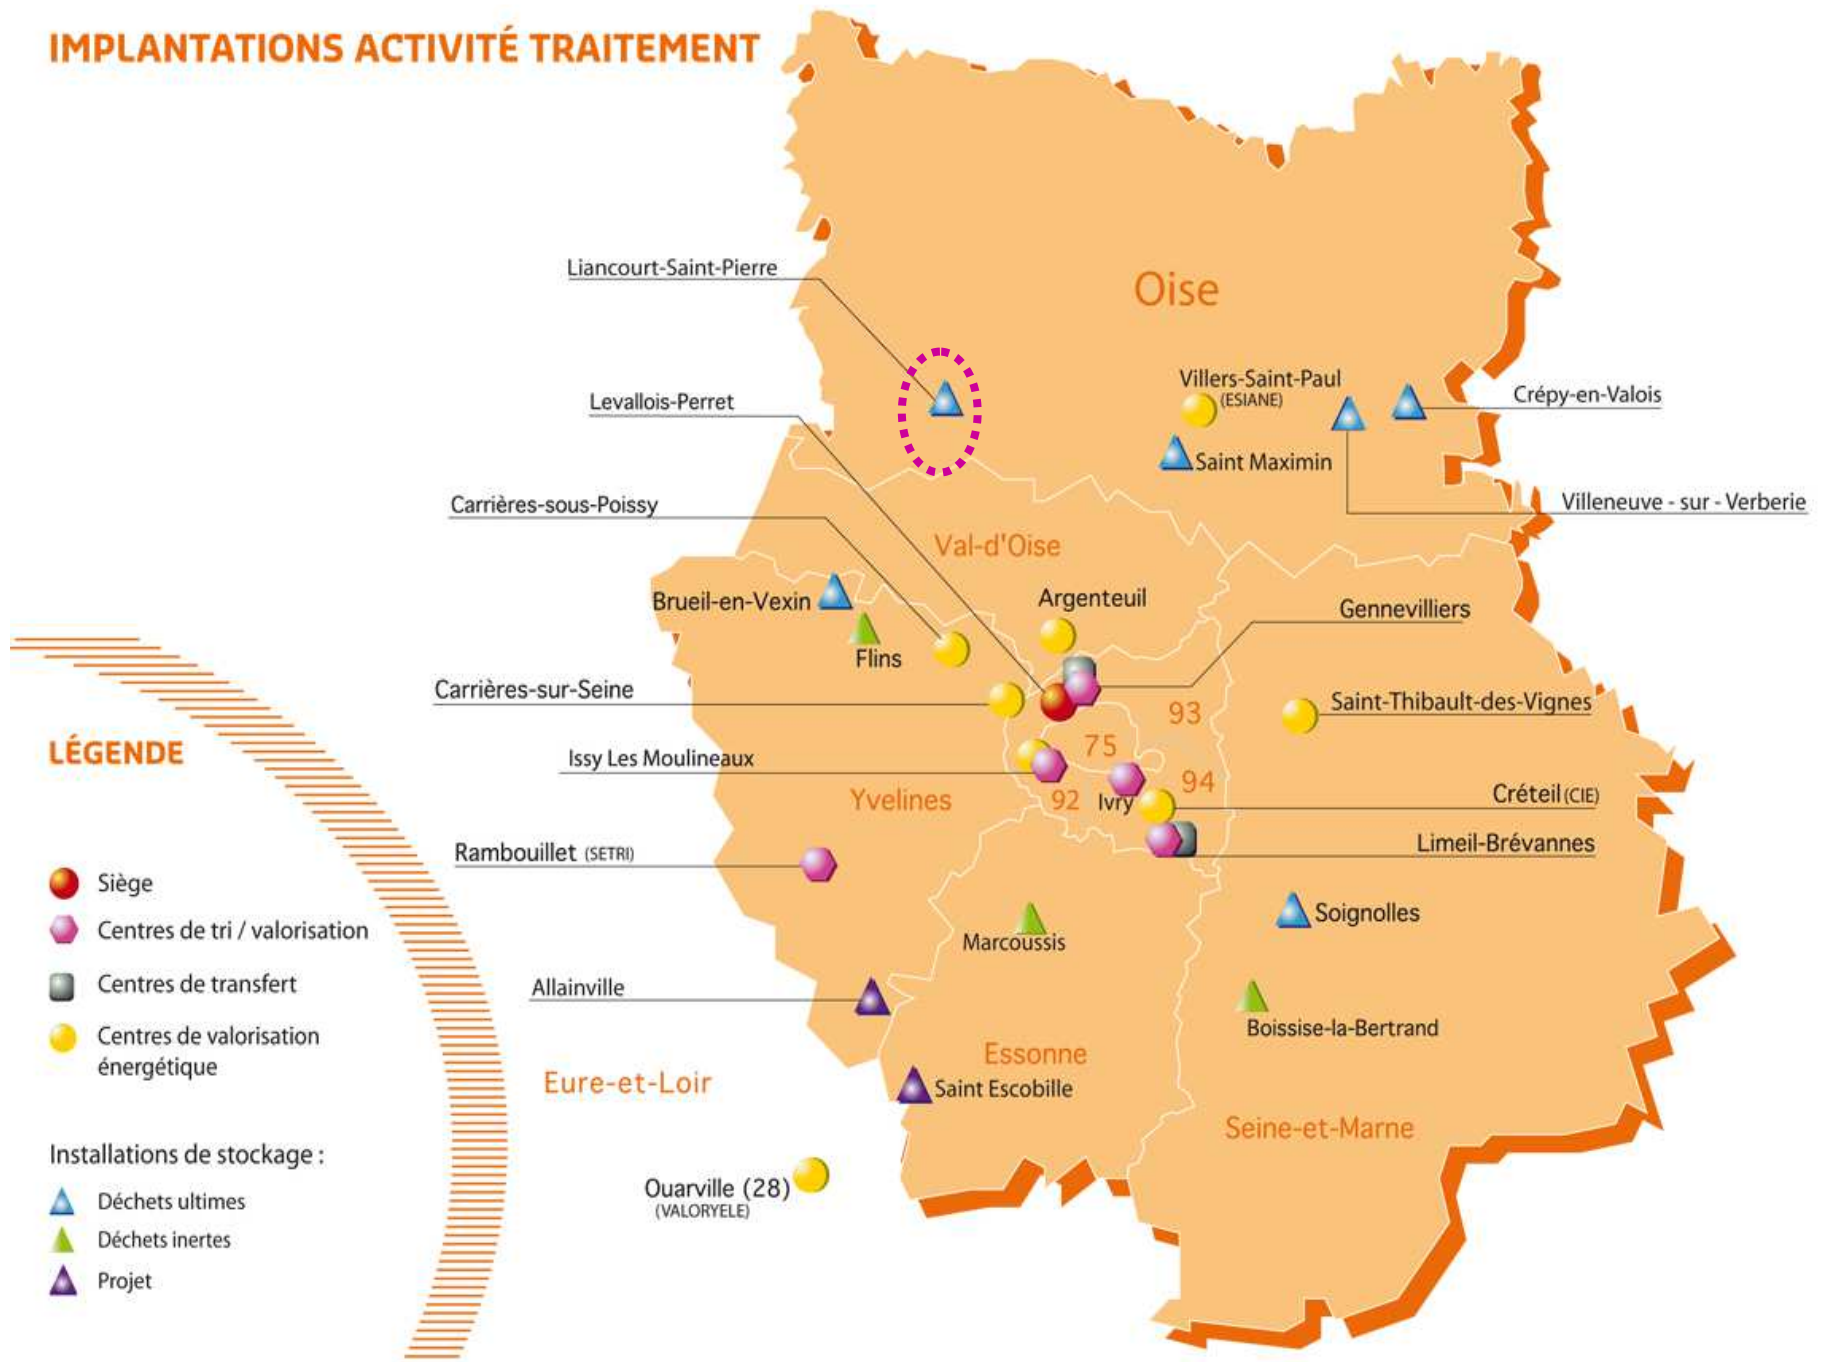 IMPLANTATIONS ACTIVITÉ TRAITEMENT
Liancourt-Saint-Pierre
Oise
Levallois-Perret
Villers-Saint-Paul
(ESIANE)
Crépy-en-Valois
Saint Maximin
Carrières-sous-Poissy
Villeneuve - sur - Verberie
Val-d'Oise
Brueil-en-Vexin
Argenteuil
Gennevilliers
Flins
Carrières-sur-Seine
Saint-Thibault-des-Vignes
93
75
LÉGENDE
Issy Les Moulineaux
94
Yvelines
92
Ivry
Créteil (CIE)
Rambouillet (SETRI)
Limeil-Brévannes
Siège
Centres de tri / valorisation
Soignolles
Marcoussis
Centres de transfert
Allainville
Centres de valorisation
énergétique
Boissise-la-Bertrand
Essonne
Eure-et-Loir
Saint Escobille
Seine-et-Marne
Installations de stockage :
Ouarville (28)
(VALORYELE)
Déchets ultimes
Déchets inertes
Projet